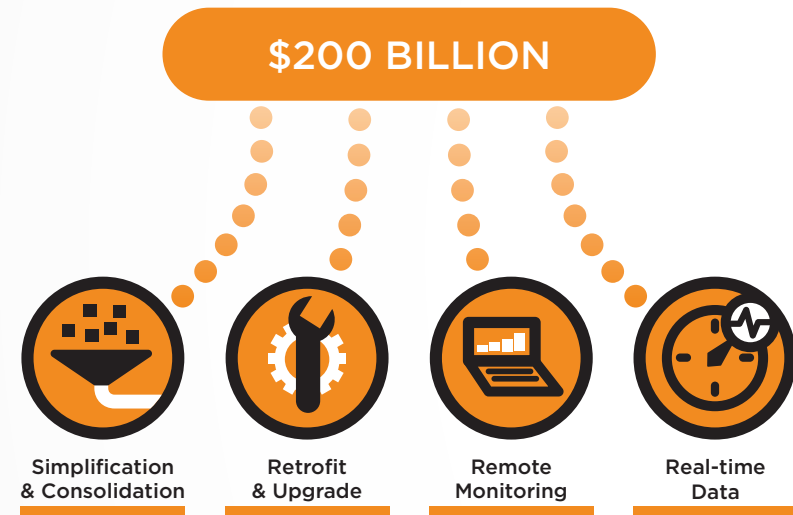 $200 BILLION
Simplification
& Consolidation
Retrofit
& Upgrade
Remote
Monitoring
Real-time
Data